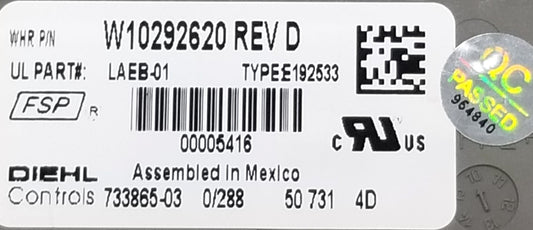 WHR P/N W10292620 REV D
UL PART#: LAEB-01 TYPE:E192533
FSP R
00005416
c RU US
DIEHL Assembled in Mexico
Controls 733865-03 0/288 50 731 4D
QC
PASSED
964840